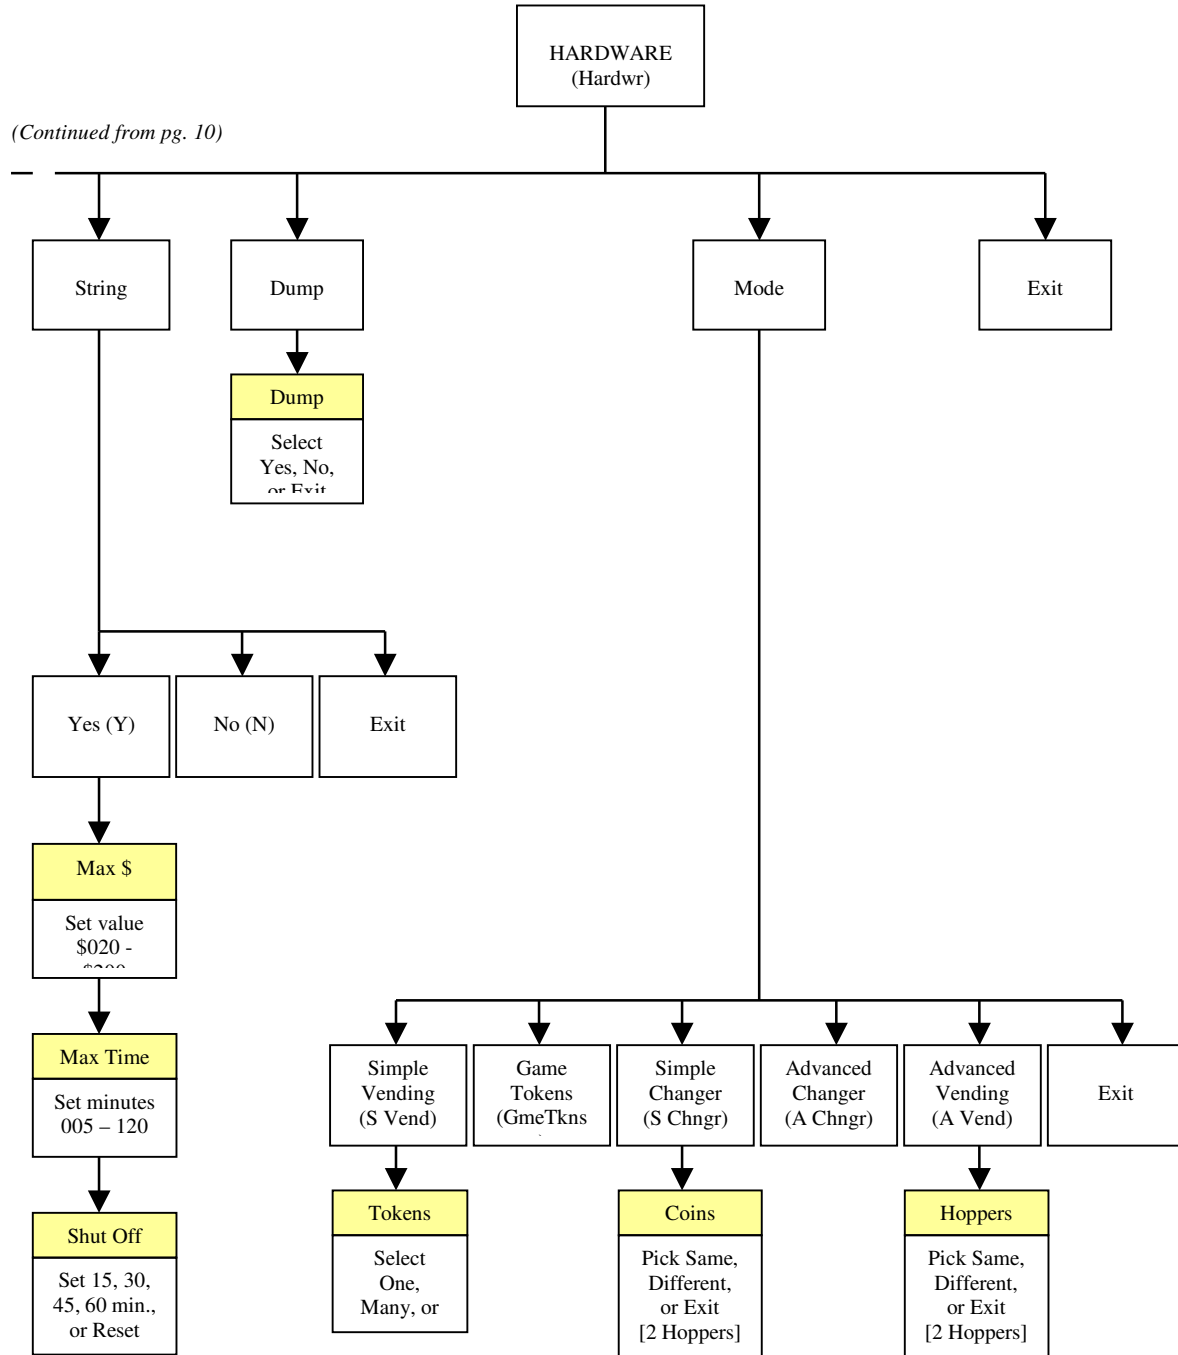 HARDWARE
(Hardwr)
(Continued from pg. 10)
String
Dump
Mode
Exit
Dump
Select
Yes, No,
or Exit
Yes (Y)
No (N)
Exit
Max $
Set value
$020 -
Max Time
Set minutes
005 – 120
Shut Off
Set 15, 30,
45, 60 min.,
or Reset
Simple
Vending
(S Vend)
Game
Tokens
(GmeTkns
Simple
Changer
(S Chngr)
Advanced
Changer
(A Chngr)
Advanced
Vending
(A Vend)
Exit
Tokens
Select
One,
Many, or
Coins
Pick Same,
Different,
or Exit
[2 Hoppers]
Hoppers
Pick Same,
Different,
or Exit
[2 Hoppers]